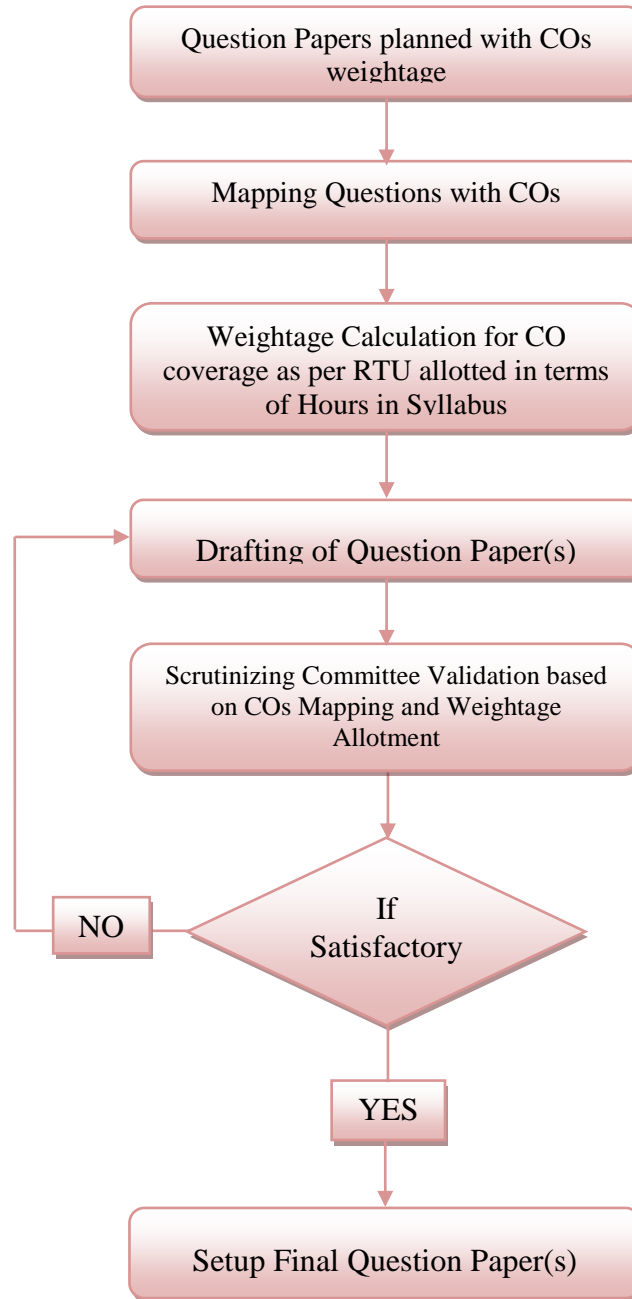 Question Papers planned with COs
weightage
Mapping Questions with COs
Weightage Calculation for CO
coverage as per RTU allotted in terms
of Hours in Syllabus
Drafting of Question Paper(s)
Scrutinizing Committee Validation based
on COs Mapping and Weightage
Allotment
If
Satisfactory
NO
YES
Setup Final Question Paper(s)